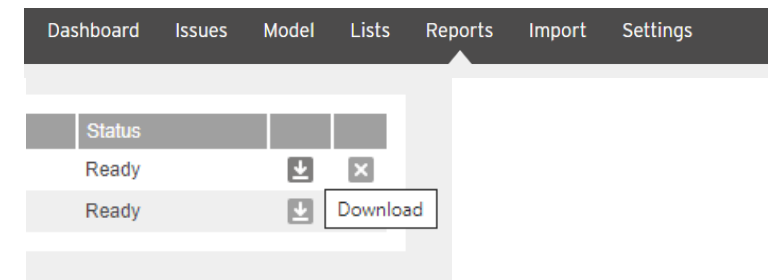 Dashboard Issues Model Lists Reports Import Settings
Status
Ready
Ready
Download